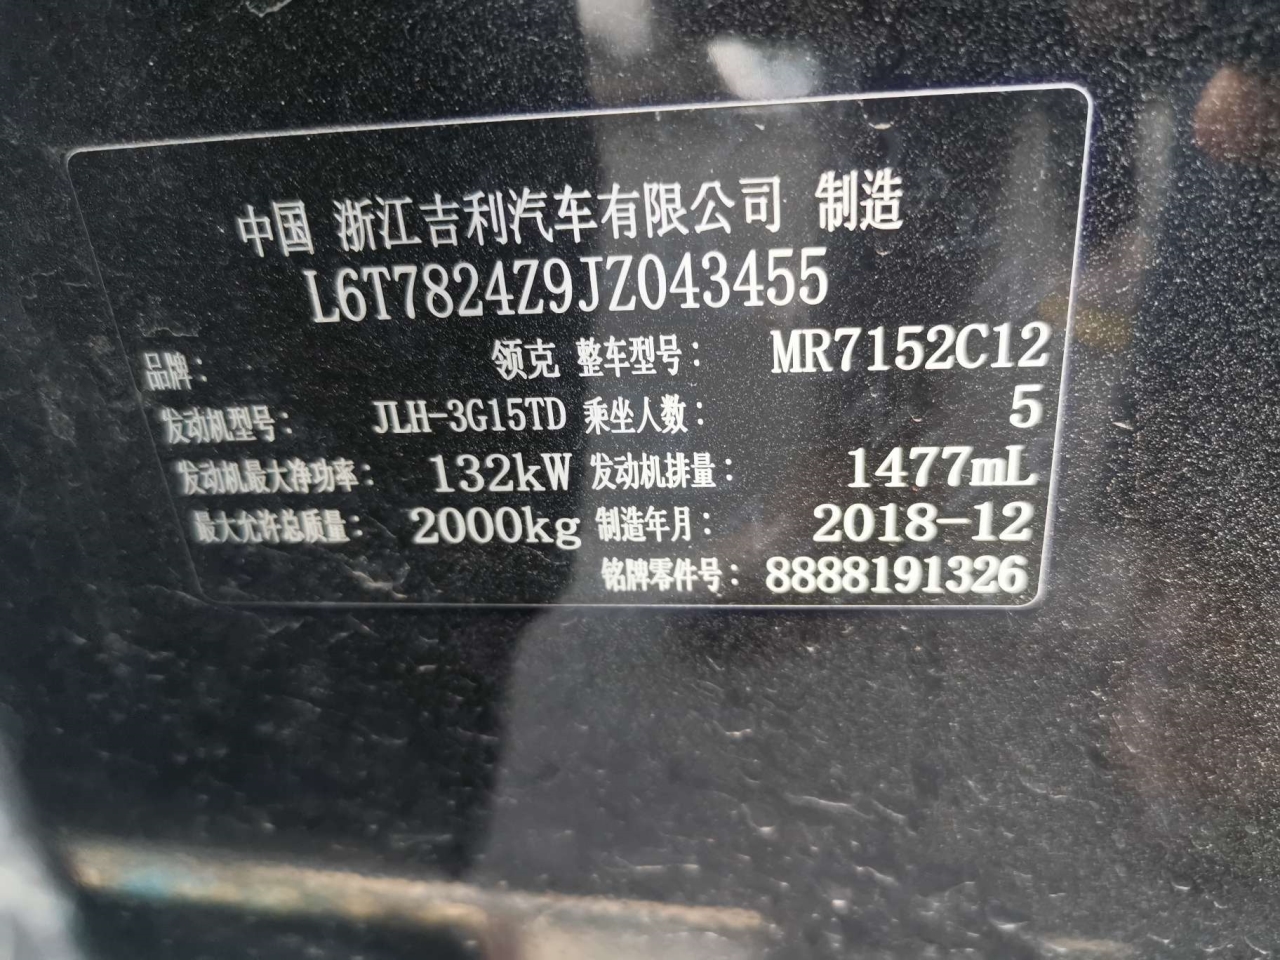 中国 浙江吉利汽车有限公司 制造
L6T7824Z9JZ043455
品牌： 领克 整车型号： MR7152C12
发动机型号： JLH-3G15TD 乘坐人数： 5
发动机最大净功率： 132kW 发动机排量： 1477mL
最大允许总质量： 2000kg 制造年月： 2018-12
铭牌零件号： 8888191326